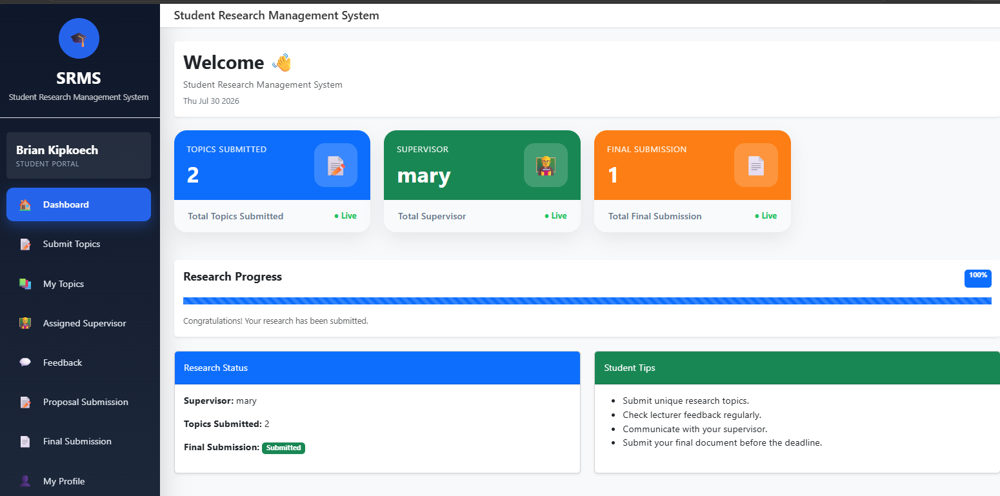 Student Research Management System
SRMS
Student Research Management System
Brian Kipkoech
STUDENT PORTAL
Dashboard
Submit Topics
My Topics
Assigned Supervisor
Feedback
Proposal Submission
Final Submission
My Profile
Welcome 👋
Student Research Management System
Thu Jul 30 2026
TOPICS SUBMITTED
2
Total Topics Submitted
● Live
SUPERVISOR
mary
Total Supervisor
● Live
FINAL SUBMISSION
1
Total Final Submission
● Live
Research Progress
100%
Congratulations! Your research has been submitted.
Research Status
Supervisor: mary
Topics Submitted: 2
Final Submission: Submitted
Student Tips
• Submit unique research topics.
• Check lecturer feedback regularly.
• Communicate with your supervisor.
• Submit your final document before the deadline.